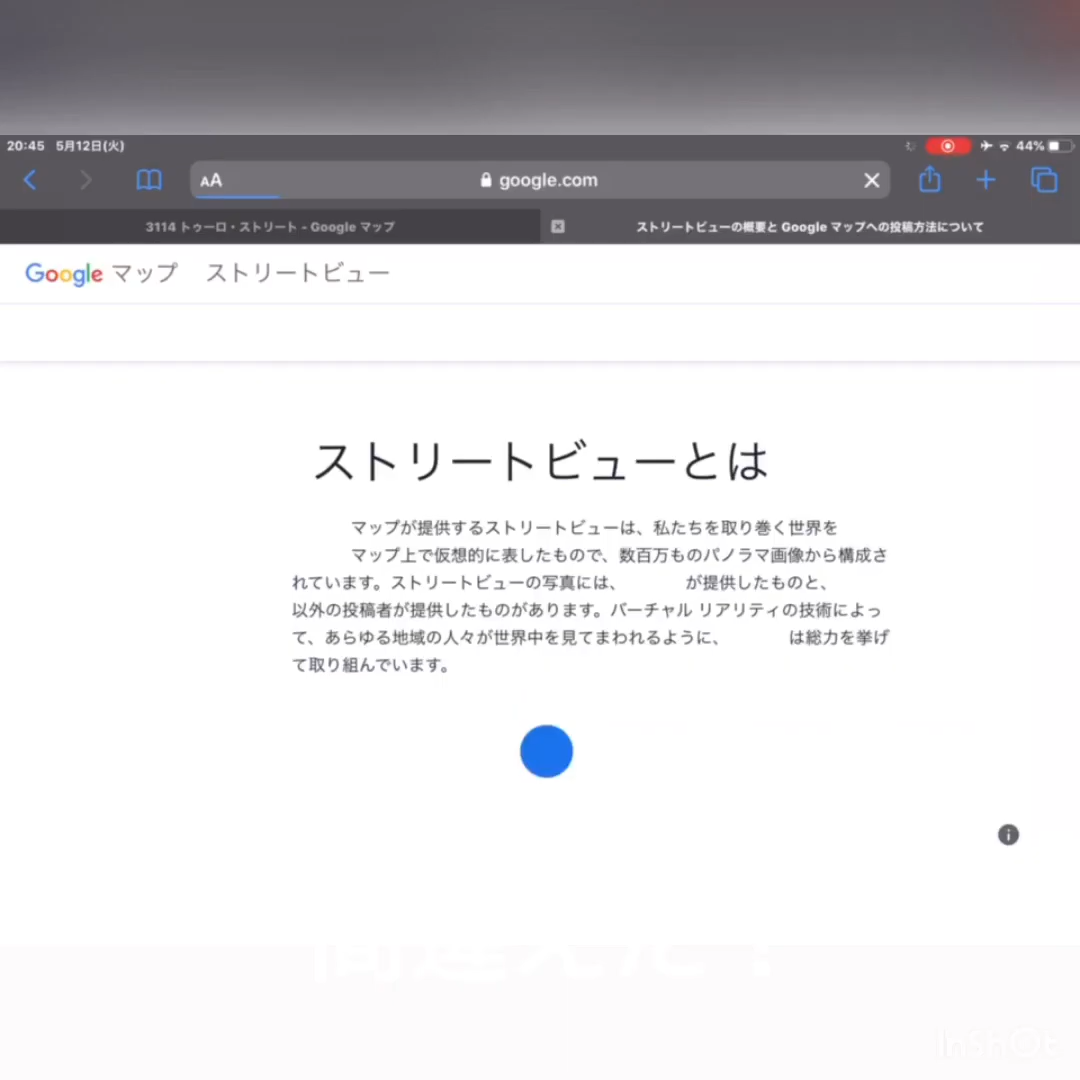 20:45 5月12日(火)
44%
AA google.com
3114 トゥーロ・ストリート - Google マップ
ストリートビューの概要と Google マップへの投稿方法について
Google マップ ストリートビュー
ストリートビューとは
マップが提供するストリートビューは、私たちを取り巻く世界を
マップ上で仮想的に表したもので、数百万ものパノラマ画像から構成さ
れています。ストリートビューの写真には、 が提供したものと、
以外の投稿者が提供したものがあります。バーチャル リアリティの技術によっ
て、あらゆる地域の人々が世界中を見てまわれるように、 は総力を挙げ
て取り組んでいます。
間違えた！
InShOt